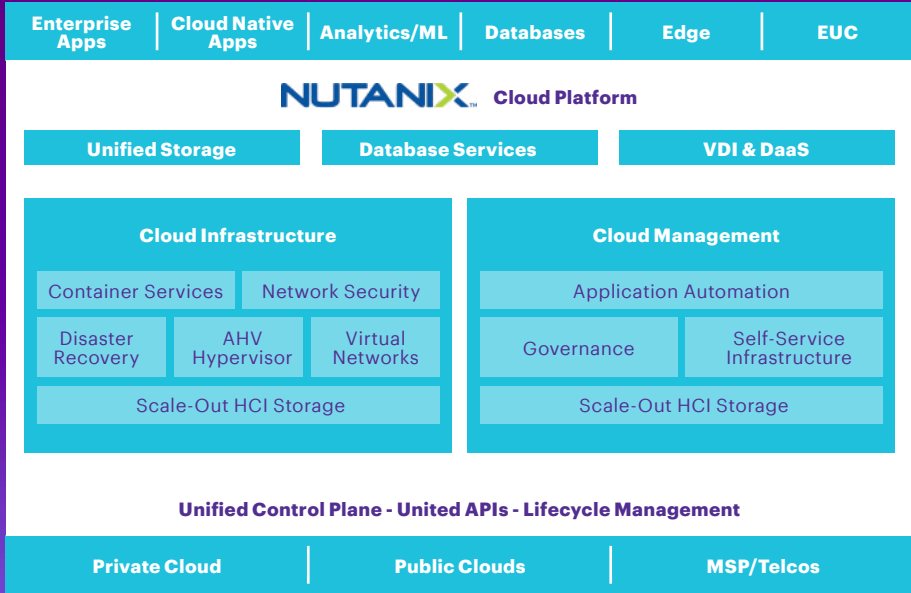 Enterprise Apps
Cloud Native Apps
Analytics/ML
Databases
Edge
EUC
NUTANIX™ Cloud Platform
Unified Storage
Database Services
VDI & DaaS
Cloud Infrastructure
Container Services
Network Security
Disaster Recovery
AHV Hypervisor
Virtual Networks
Scale-Out HCI Storage
Cloud Management
Application Automation
Governance
Self-Service Infrastructure
Scale-Out HCI Storage
Unified Control Plane - United APIs - Lifecycle Management
Private Cloud
Public Clouds
MSP/Telcos